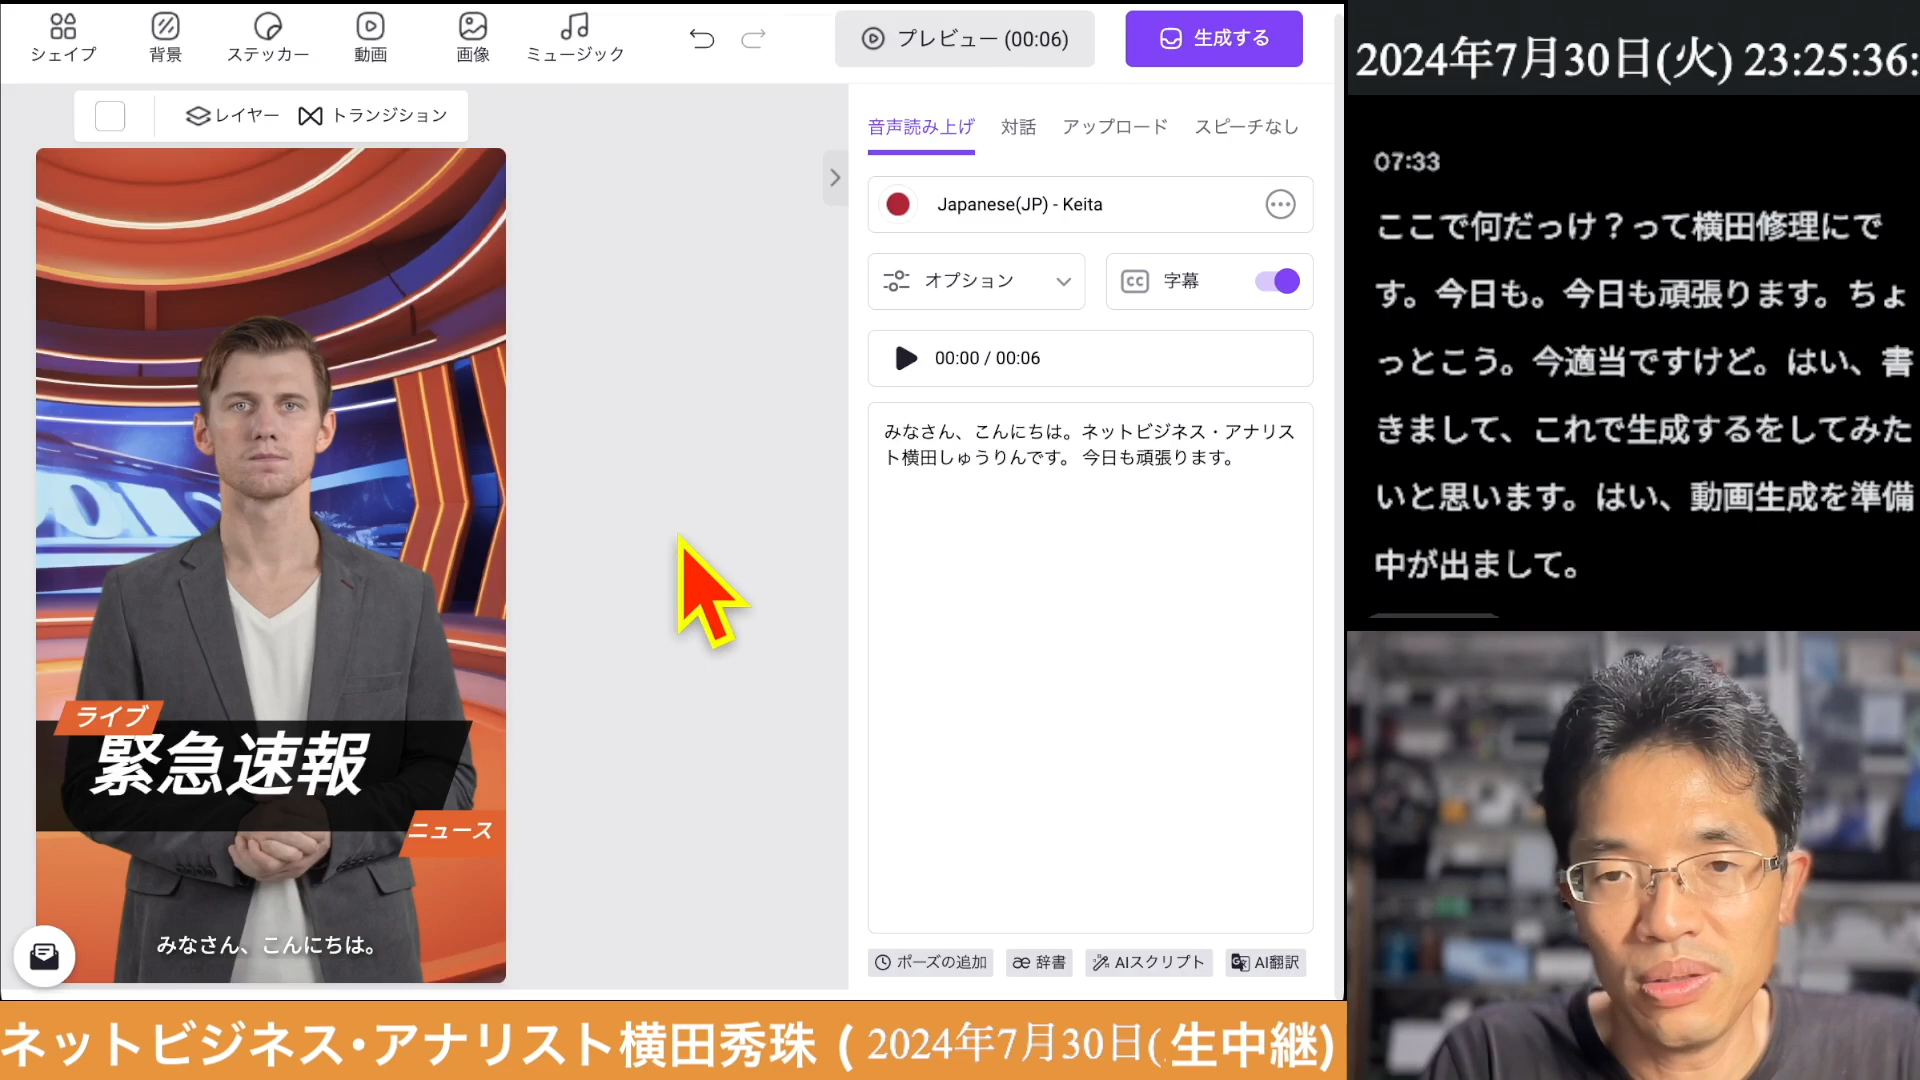 シェイプ
背景
ステッカー
動画
画像
ミュージック
プレビュー (00:06)
生成する
レイヤー
トランジション
ライブ
緊急速報
ニュース
みなさん、こんにちは。
音声読み上げ
対話
アップロード
スピーチなし
Japanese(JP) - Keita
オプション
CC 字幕
00:00 / 00:06
みなさん、こんにちは。ネットビジネス・アナリス
ト横田しゅうりんです。 今日も頑張ります。
ポーズの追加
æ 辞書
AIスクリプト
AI翻訳
2024年7月30日(火) 23:25:36:
07:33
ここで何だっけ？って横田修理にで
す。今日も。今日も頑張ります。ちょ
っとこう。今適当ですけど。はい、書
きまして、これで生成するをしてみた
いと思います。はい、動画生成を準備
中が出まして。
ネットビジネス・アナリスト横田秀珠 ( 2024年7月30日( 生中継)